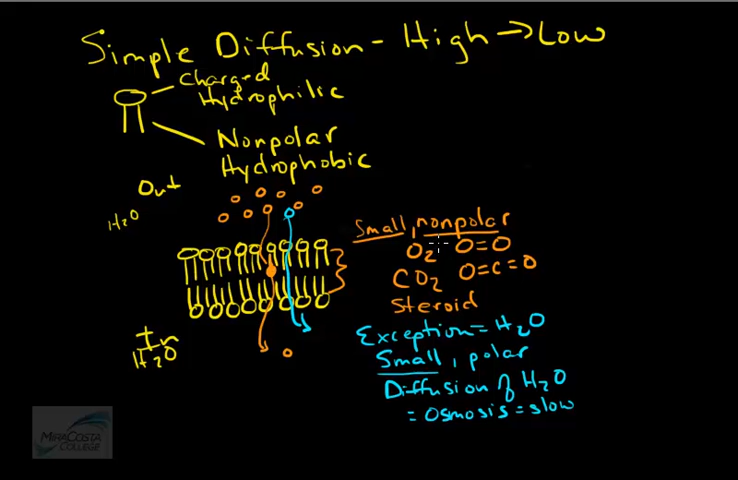 Simple Diffusion - High → Low
Charged
Hydrophilic
Nonpolar
Hydrophobic
Out
H2O
Small, nonpolar
O2 O=O
CO2 O=C=O
Steroid
Exception = H2O
Small, polar
Diffusion of H2O
= Osmosis = slow
In
H2O
MIRACOSTA
COLLEGE